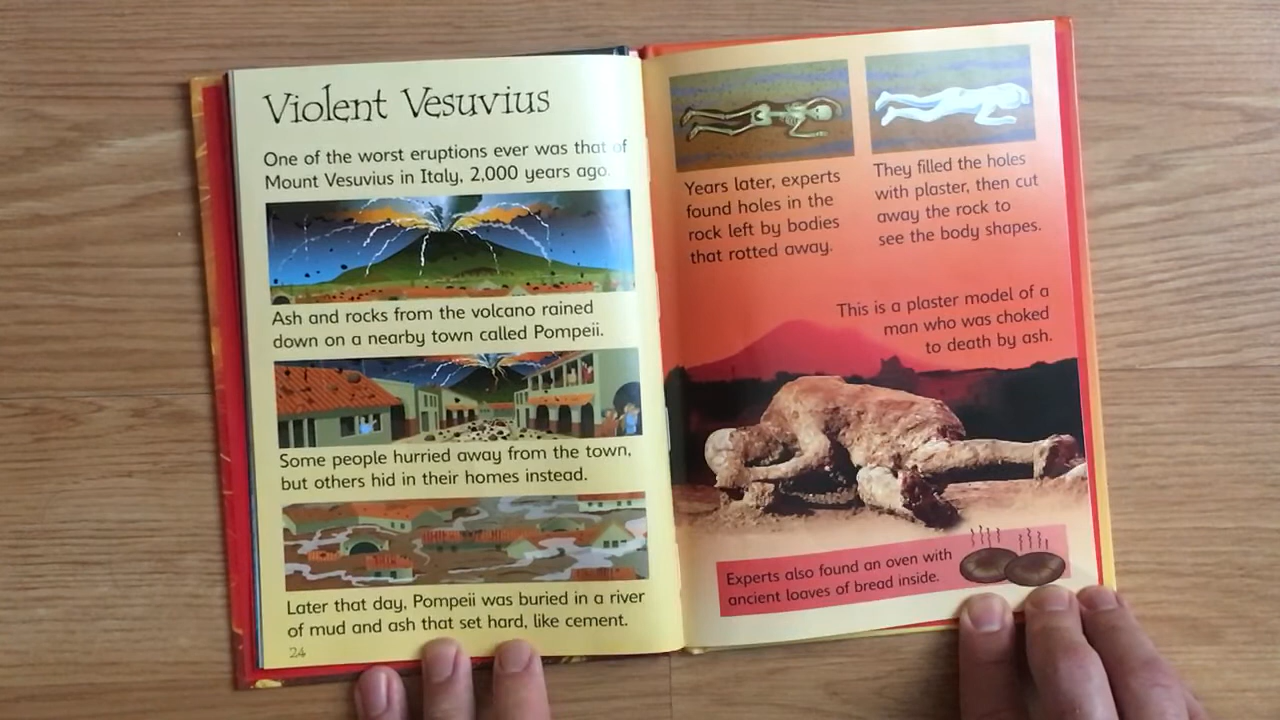 Violent Vesuvius
One of the worst eruptions ever was that of
Mount Vesuvius in Italy, 2,000 years ago.
Ash and rocks from the volcano rained
down on a nearby town called Pompeii.
Some people hurried away from the town,
but others hid in their homes instead.
Later that day, Pompeii was buried in a river
of mud and ash that set hard, like cement.
24
Years later, experts
found holes in the
rock left by bodies
that rotted away.
They filled the holes
with plaster, then cut
away the rock to
see the body shapes.
This is a plaster model of a
man who was choked
to death by ash.
Experts also found an oven with
ancient loaves of bread inside.